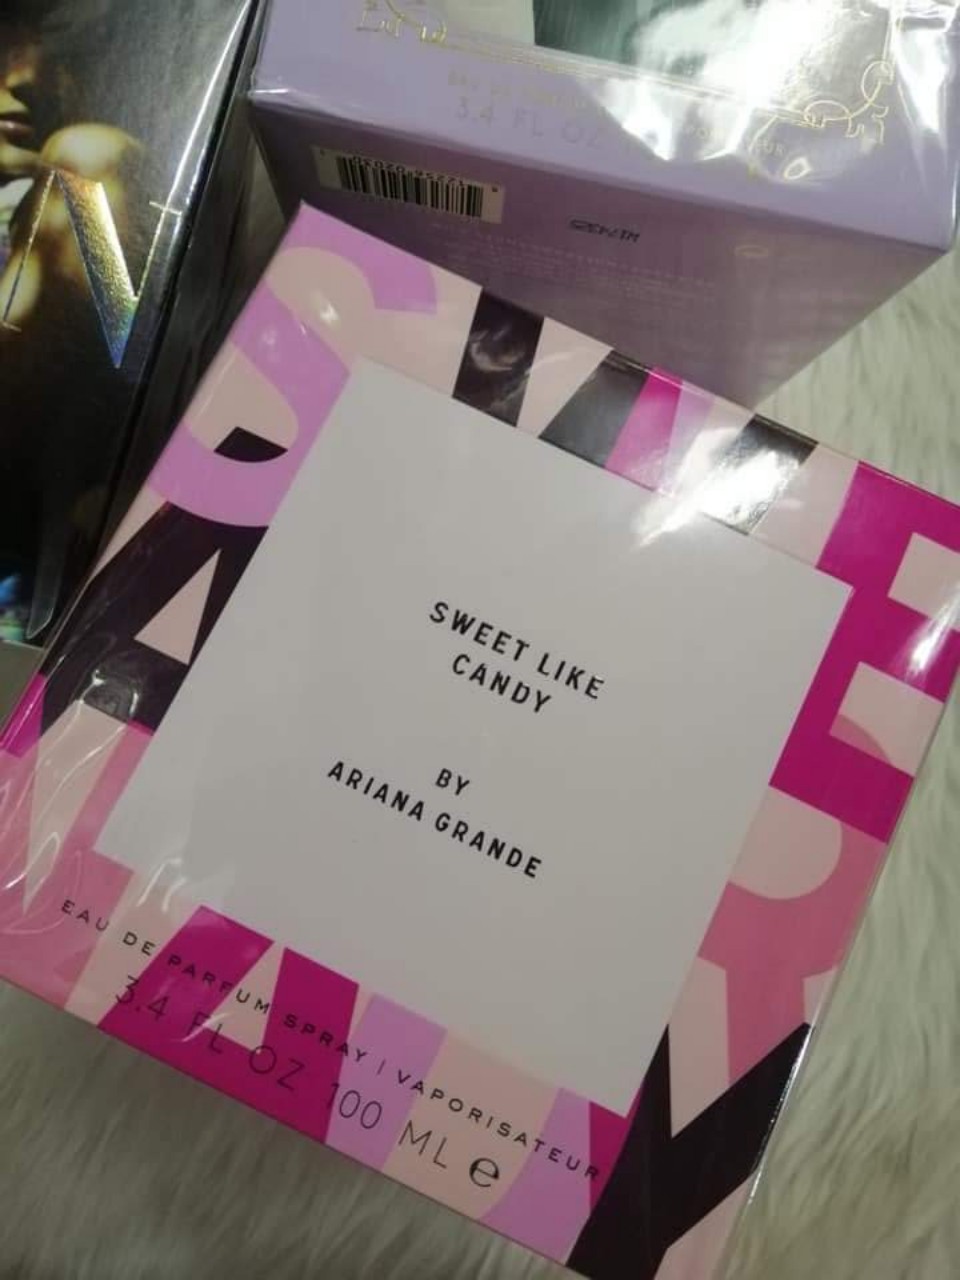 3.4 FL OZ
SWEET LIKE
CANDY
BY
ARIANA GRANDE
EAU DE PARFUM SPRAY | VAPORISATEUR
3.4 FL OZ 100 ML ℮